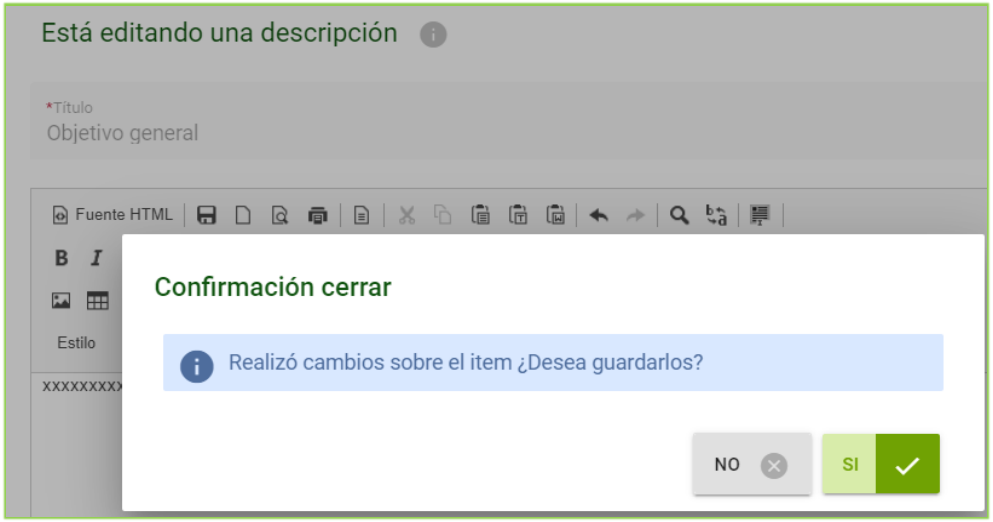 Está editando una descripción
*Título
Objetivo general
Fuente HTML
B I
Confirmación cerrar
Realizó cambios sobre el item ¿Desea guardarlos?
Estilo
xxxxxxxxx
NO SI